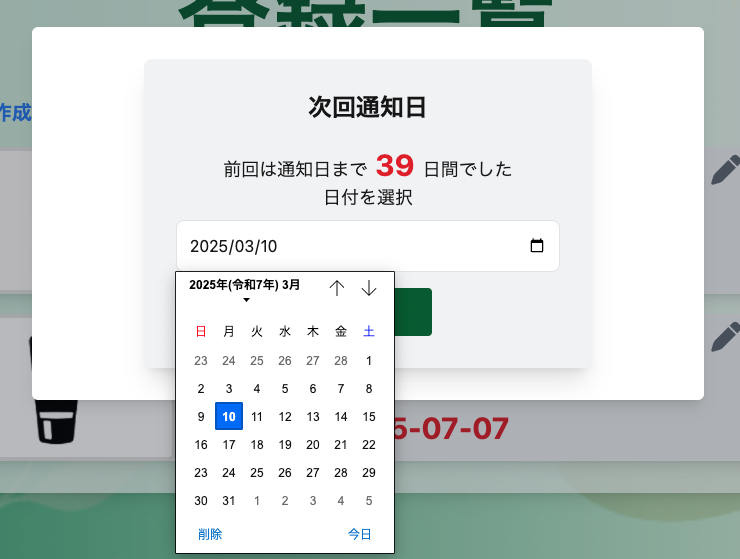 登録一覧
作成
次回通知日
前回は通知日まで 39 日間でした
日付を選択
2025/03/10
2025年(令和7年) 3月
日 月 火 水 木 金 土
23 24 25 26 27 28 1
2 3 4 5 6 7 8
9 10 11 12 13 14 15
16 17 18 19 20 21 22
23 24 25 26 27 28 29
30 31 1 2 3 4 5
削除 今日
5-07-07